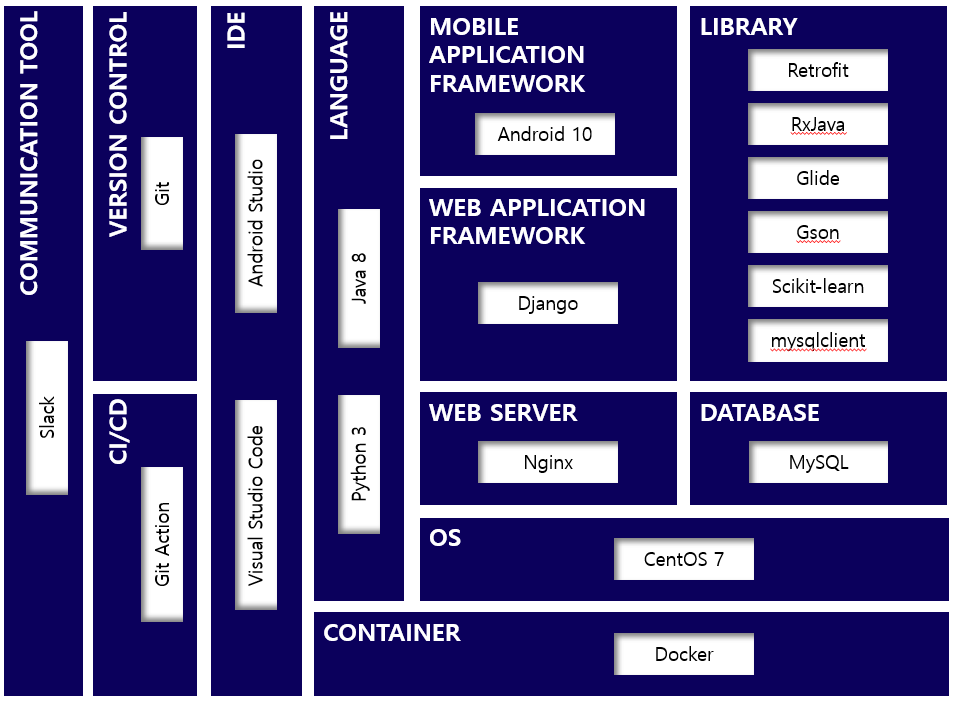 COMMUNICATION TOOL
Slack
VERSION CONTROL
Git
CI/CD
Git Action
IDE
Android Studio
Visual Studio Code
LANGUAGE
Java 8
Python 3
MOBILE
APPLICATION
FRAMEWORK
Android 10
WEB APPLICATION
FRAMEWORK
Django
LIBRARY
Retrofit
RxJava
Glide
Gson
Scikit-learn
mysqlclient
WEB SERVER
Nginx
DATABASE
MySQL
OS
CentOS 7
CONTAINER
Docker